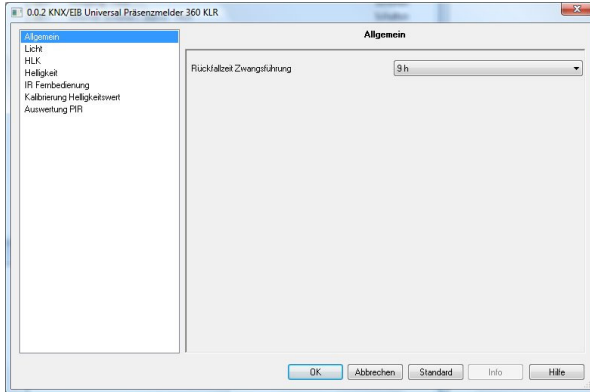 0.0.2 KNX/EIB Universal Präsenzmelder 360 KLR
Allgemein
Licht
HLK
Helligkeit
IR Fernbedienung
Kalibrierung Helligkeitswert
Auswertung PIR
Allgemein
Rückfallzeit Zwangsführung
9 h
OK
Abbrechen
Standard
Info
Hilfe